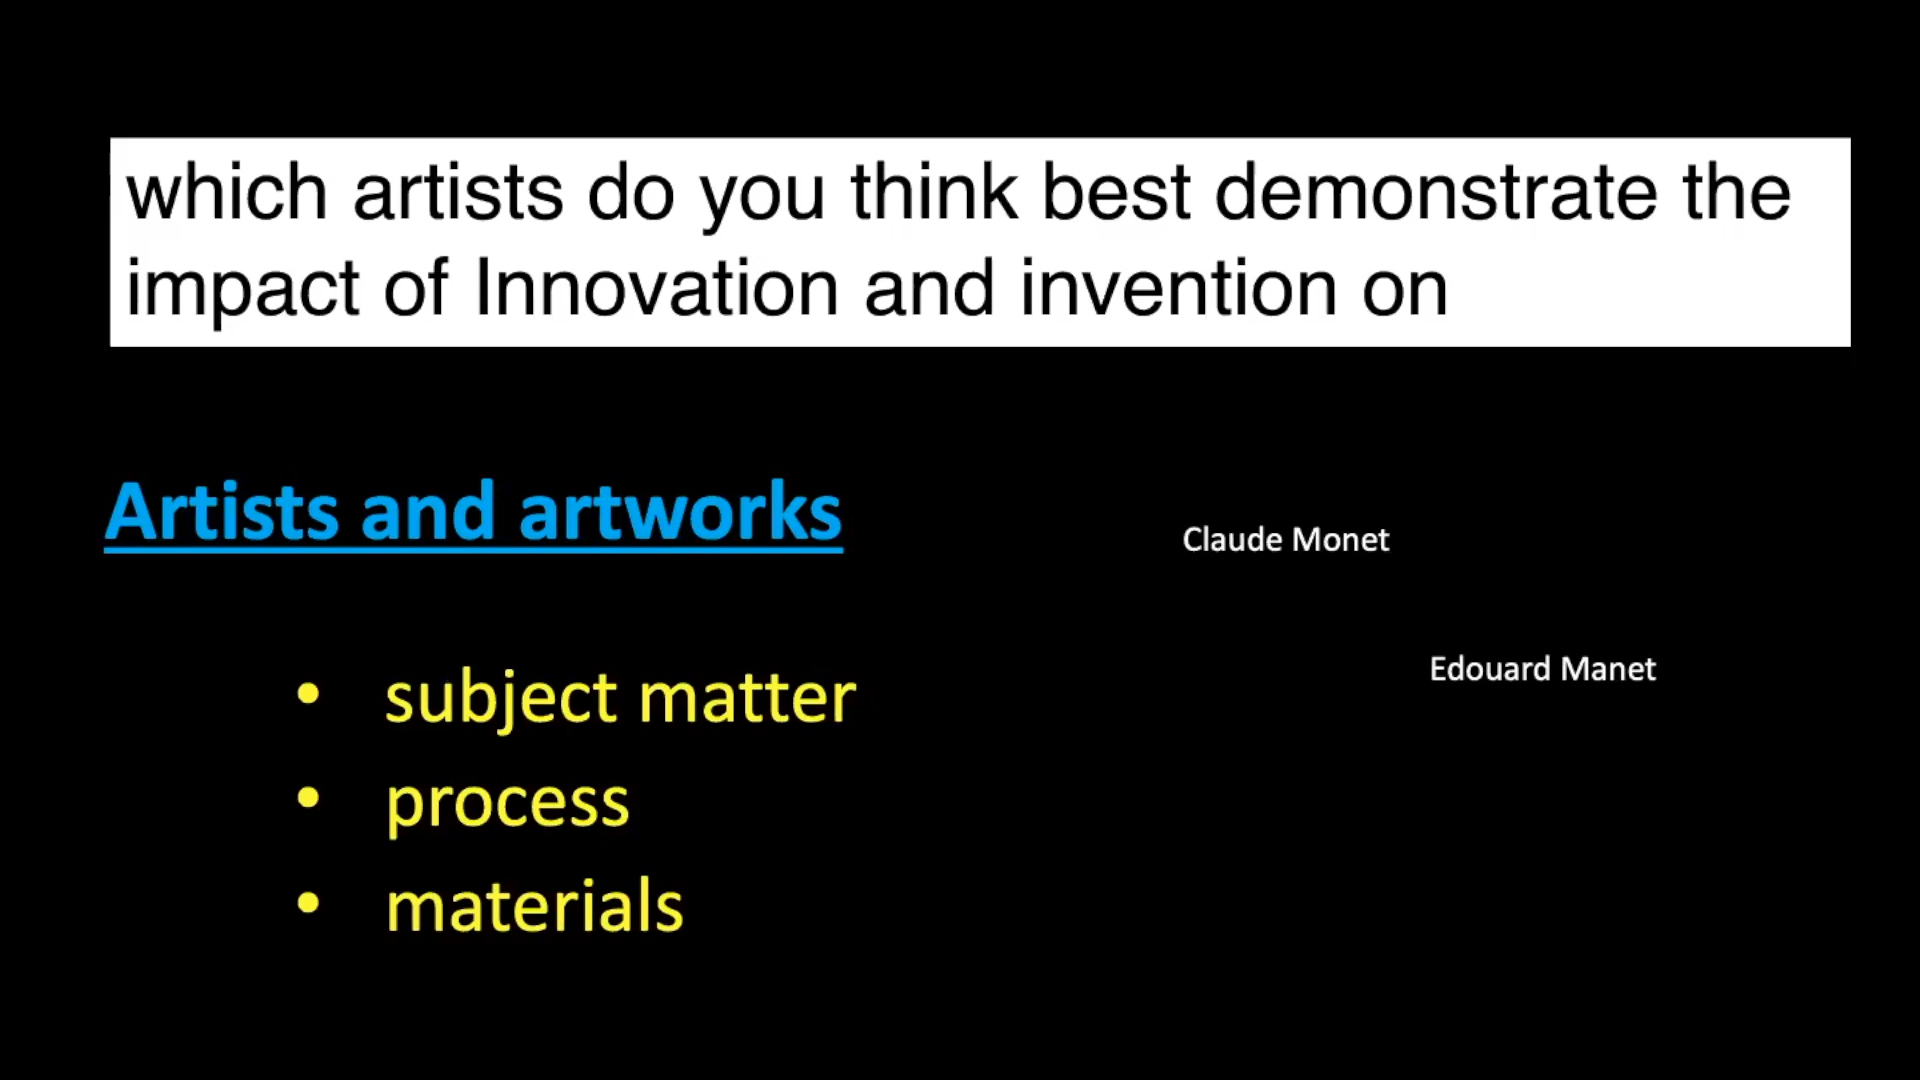 which artists do you think best demonstrate the
impact of Innovation and invention on
Artists and artworks
Claude Monet
Edouard Manet
• subject matter
• process
• materials